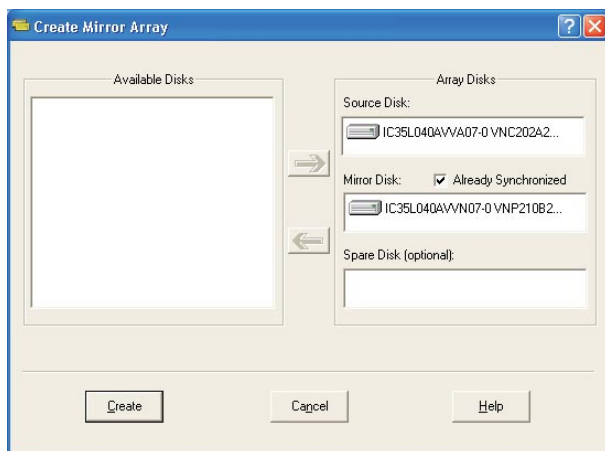 Create Mirror Array
Available Disks
Array Disks
Source Disk:
IC35L040AVVA07-0 VNC202A2...
Mirror Disk: Already Synchronized
IC35L040AVVN07-0 VNP210B2...
Spare Disk (optional):
Create Cancel Help